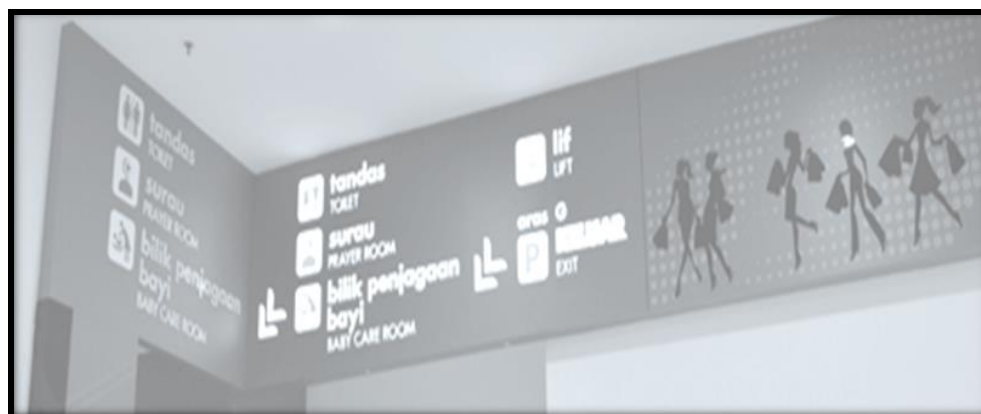 tandas
TOILET
surau
PRAYER ROOM
bilik penjagaan
bayi
BABY CARE ROOM
tandas
TOILET
surau
PRAYER ROOM
bilik penjagaan
bayi
BABY CARE ROOM
lif
LIFT
aras G
P
KELUAR
EXIT